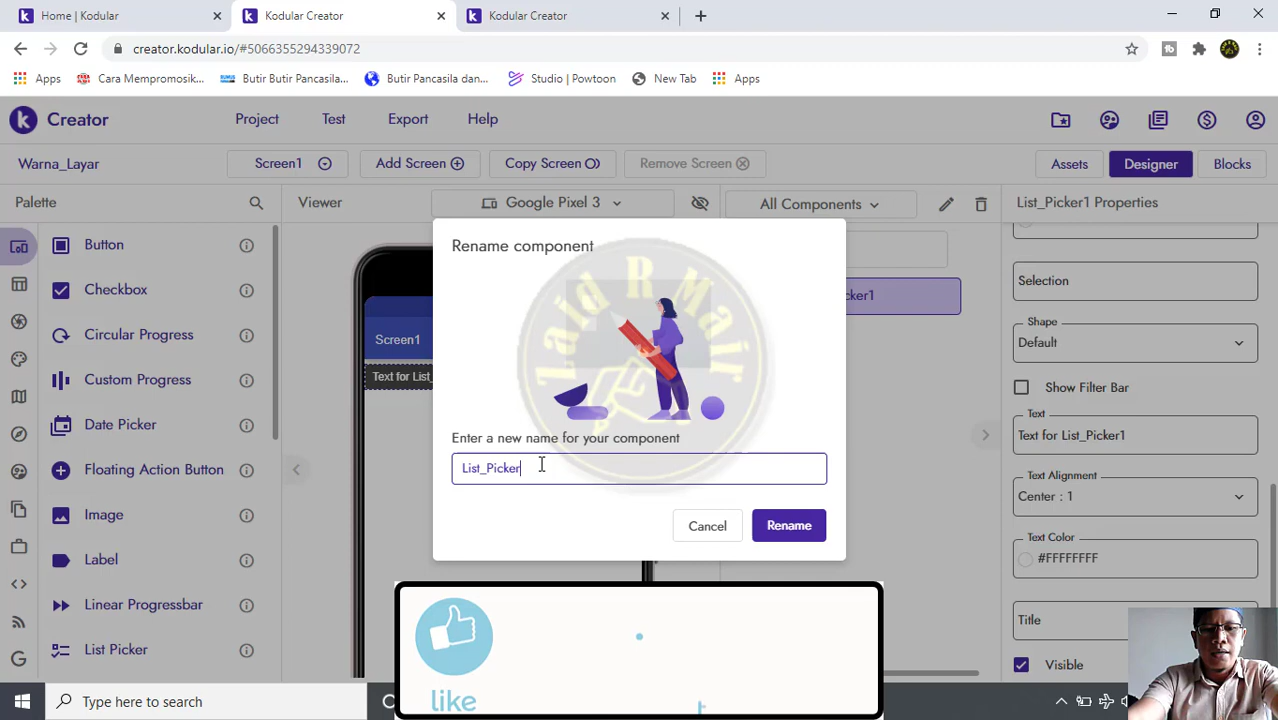 Home | Kodular
Kodular Creator
Kodular Creator
creator.kodular.io/#5066355294339072
Apps
Cara Mempromosik...
Butir Butir Pancasila...
Butir Pancasila dan...
Studio | Powtoon
New Tab
Apps
Creator
Project
Test
Export
Help
Warna_Layar
Screen1
Add Screen
Copy Screen
Remove Screen
Assets
Designer
Blocks
Palette
Viewer
Google Pixel 3
All Components
List_Picker1 Properties
Button
Checkbox
Circular Progress
Custom Progress
Date Picker
Floating Action Button
Image
Label
Linear Progressbar
List Picker
Screen1
Text for List_
cker1
Rename component
Laid R Mair
Enter a new name for your component
List_Picker
Cancel
Rename
Selection
Shape
Default
Show Filter Bar
Text
Text for List_Picker1
Text Alignment
Center : 1
Text Color
#FFFFFFFF
Title
Visible
like
t
Type here to search